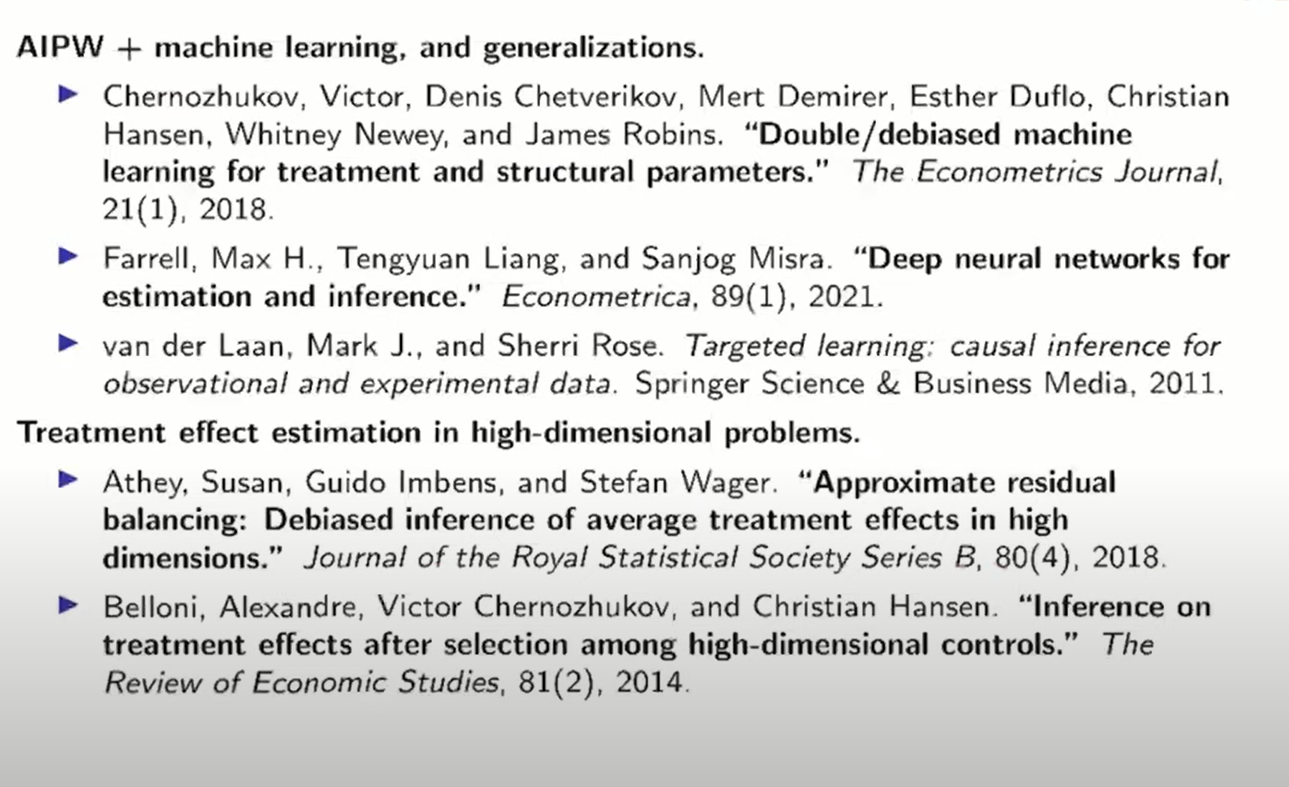 AIPW + machine learning, and generalizations.
Chernozhukov, Victor, Denis Chetverikov, Mert Demirer, Esther Duflo, Christian
Hansen, Whitney Newey, and James Robins. “Double/debiased machine
learning for treatment and structural parameters.” The Econometrics Journal,
21(1), 2018.
Farrell, Max H., Tengyuan Liang, and Sanjog Misra. “Deep neural networks for
estimation and inference.” Econometrica, 89(1), 2021.
van der Laan, Mark J., and Sherri Rose. Targeted learning: causal inference for
observational and experimental data. Springer Science & Business Media, 2011.
Treatment effect estimation in high-dimensional problems.
Athey, Susan, Guido Imbens, and Stefan Wager. “Approximate residual
balancing: Debiased inference of average treatment effects in high
dimensions.” Journal of the Royal Statistical Society Series B, 80(4), 2018.
Belloni, Alexandre, Victor Chernozhukov, and Christian Hansen. “Inference on
treatment effects after selection among high-dimensional controls.” The
Review of Economic Studies, 81(2), 2014.